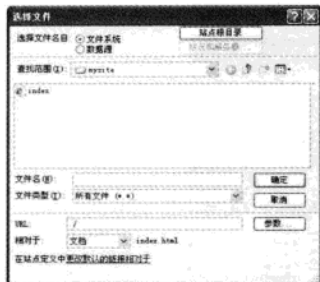 选择文件
选择文件名自 文件系统 站点根目录
数据源
查找范围(I): mysite
index
文件名(N): 确定
文件类型(T): 所有文件 (*.*) 取消
URL: / 参数...
相对于: 文档 index.html
在站点定义中更改默认的链接相对于